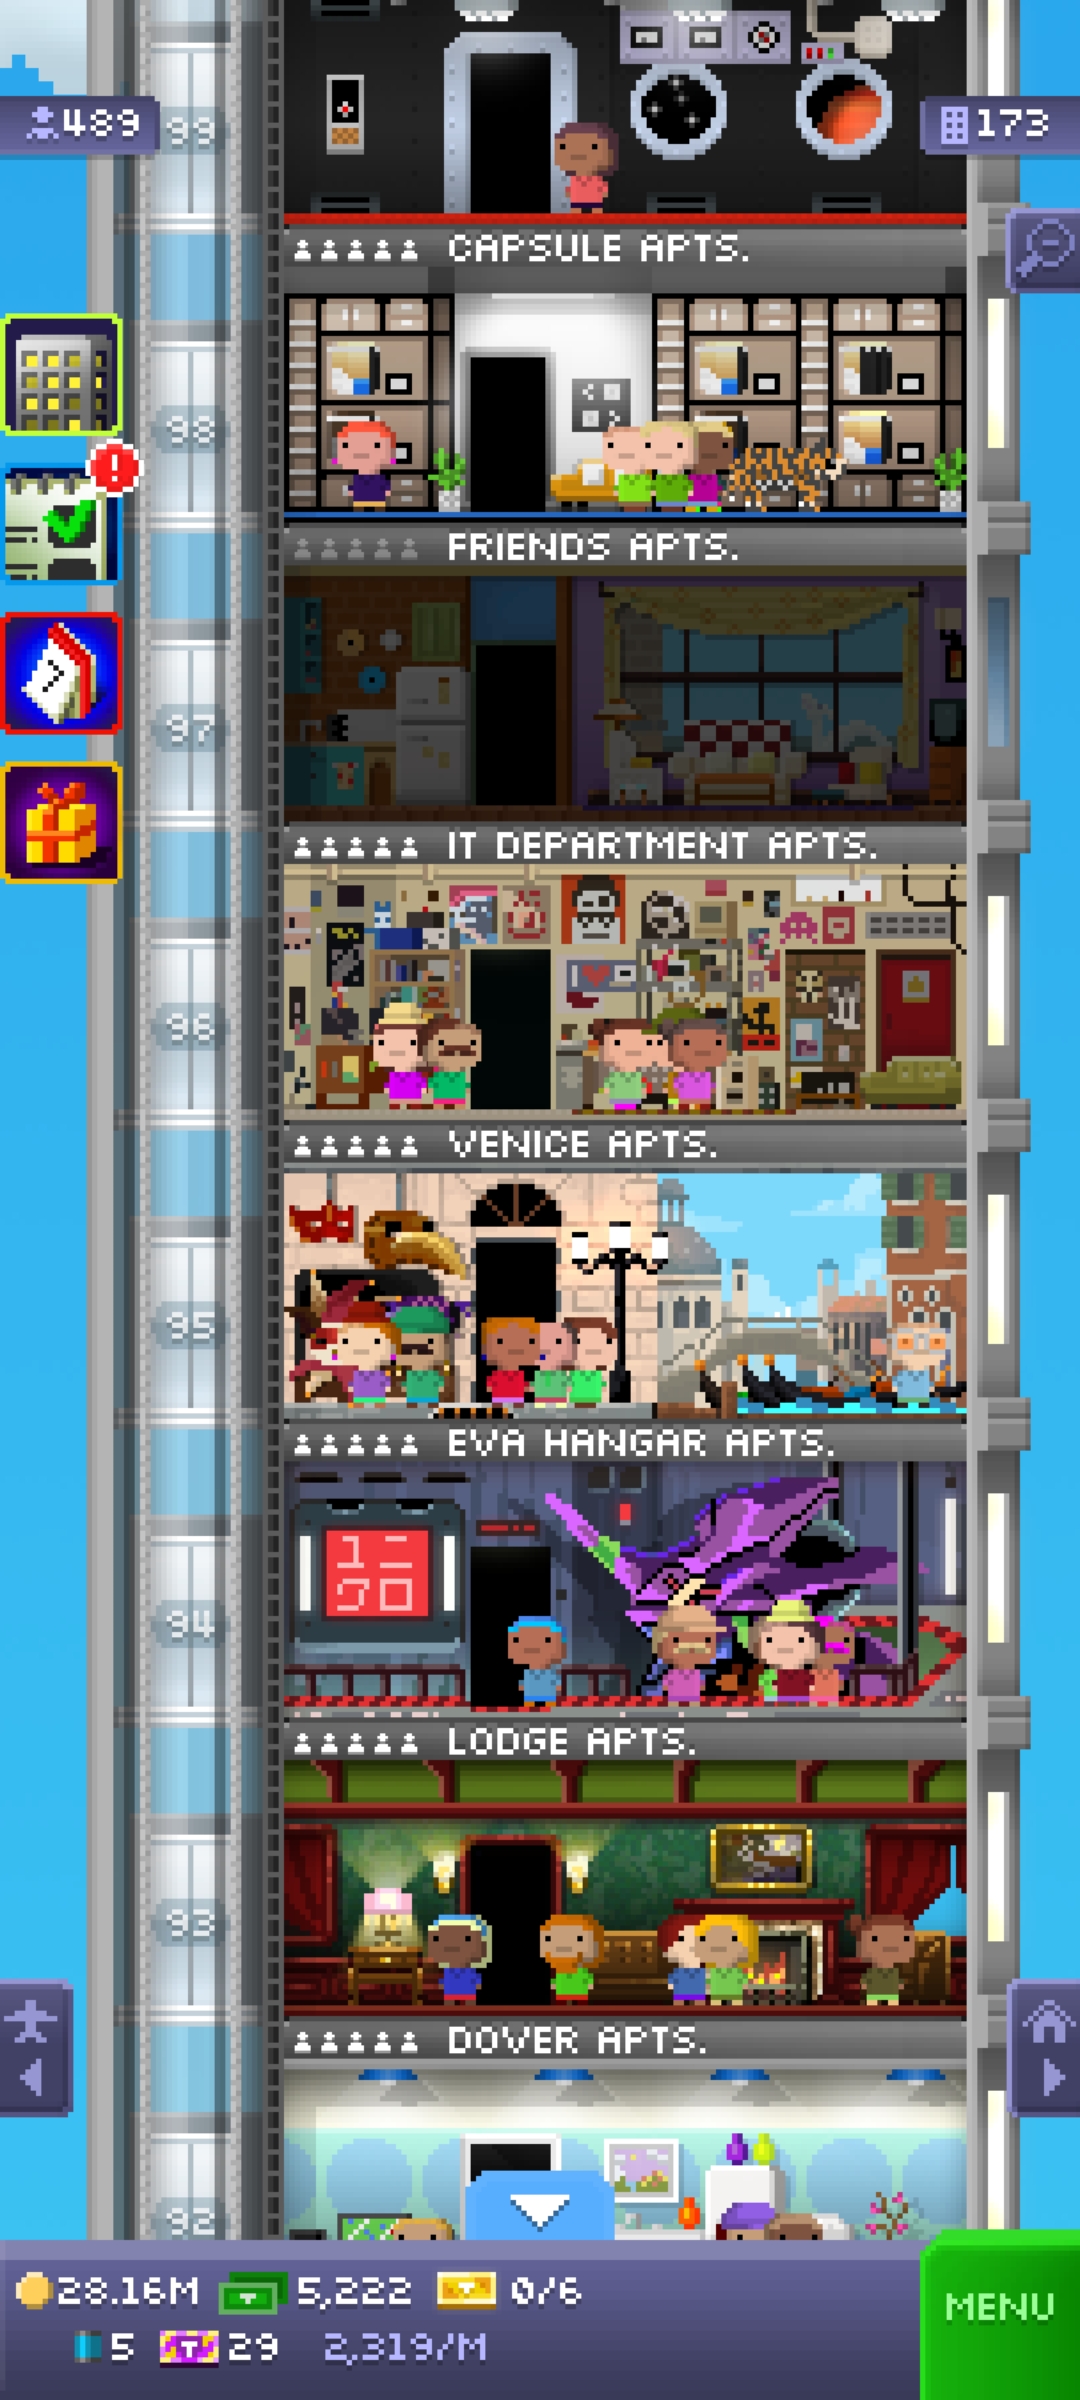 489
99
173
CAPSULE APTS.
98
FRIENDS APTS.
7
97
IT DEPARTMENT APTS.
96
VENICE APTS.
95
EVA HANGAR APTS.
94
LODGE APTS.
93
DOVER APTS.
92
28.16M 5,222 0/6
5 T 29 2,319/M
MENU